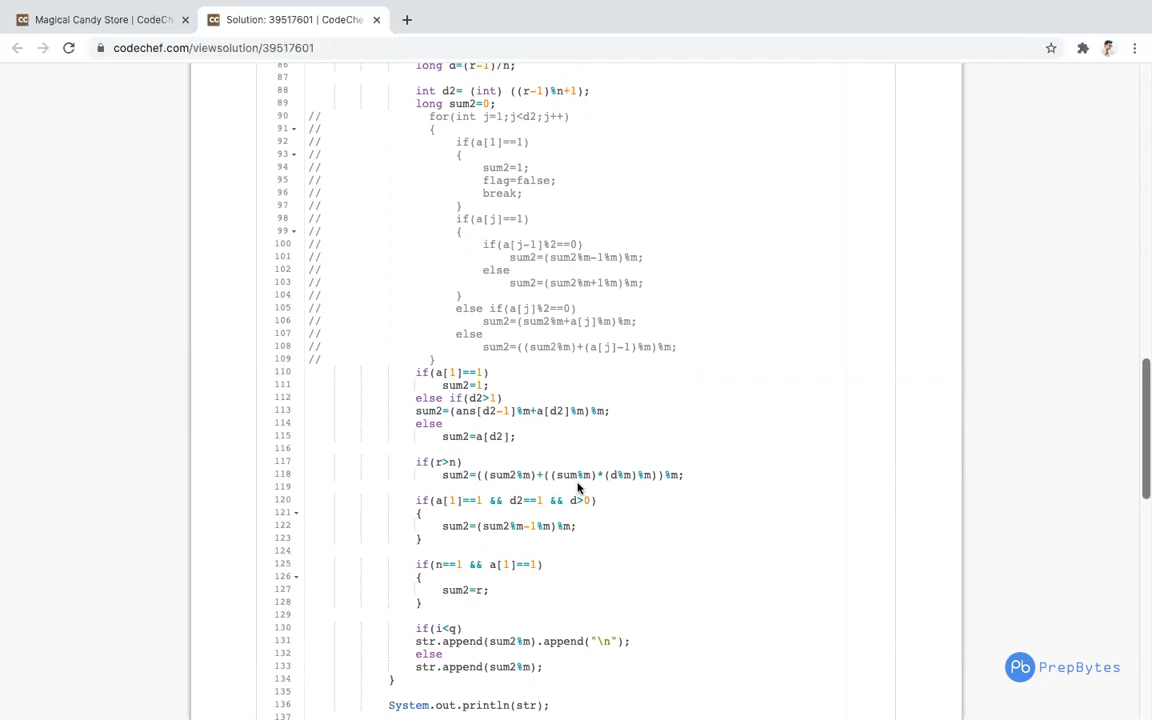 Magical Candy Store | CodeCh
Solution: 39517601 | CodeChe
codechef.com/viewsolution/39517601
86 long d=(r-1)/n;
87
88 int d2= (int) ((r-1)%n+1);
89 long sum2=0;
90 // for(int j=1;j<d2;j++)
91 // {
92 // if(a[1]==1)
93 // {
94 // sum2=1;
95 // flag=false;
96 // break;
97 // }
98 // if(a[j]==1)
99 // {
100 // if(a[j-1]%2==0)
101 // sum2=(sum2%m-1%m)%m;
102 // else
103 // sum2=(sum2%m+1%m)%m;
104 // }
105 // else if(a[j]%2==0)
106 // sum2=(sum2%m+a[j]%m)%m;
107 // else
108 // sum2=((sum2%m)+(a[j]-1)%m)%m;
109 // }
110 if(a[1]==1)
111 sum2=1;
112 else if(d2>1)
113 sum2=(ans[d2-1]%m+a[d2]%m)%m;
114 else
115 sum2=a[d2];
116
117 if(r>n)
118 sum2=((sum2%m)+((sum%m)*(d%m)%m))%m;
119
120 if(a[1]==1 && d2==1 && d>0)
121 {
122 sum2=(sum2%m-1%m)%m;
123 }
124
125 if(n==1 && a[1]==1)
126 {
127 sum2=r;
128 }
129
130 if(i<q)
131 str.append(sum2%m).append("\n");
132 else
133 str.append(sum2%m);
134 }
135
136 System.out.println(str);
137
Pb PrepBytes